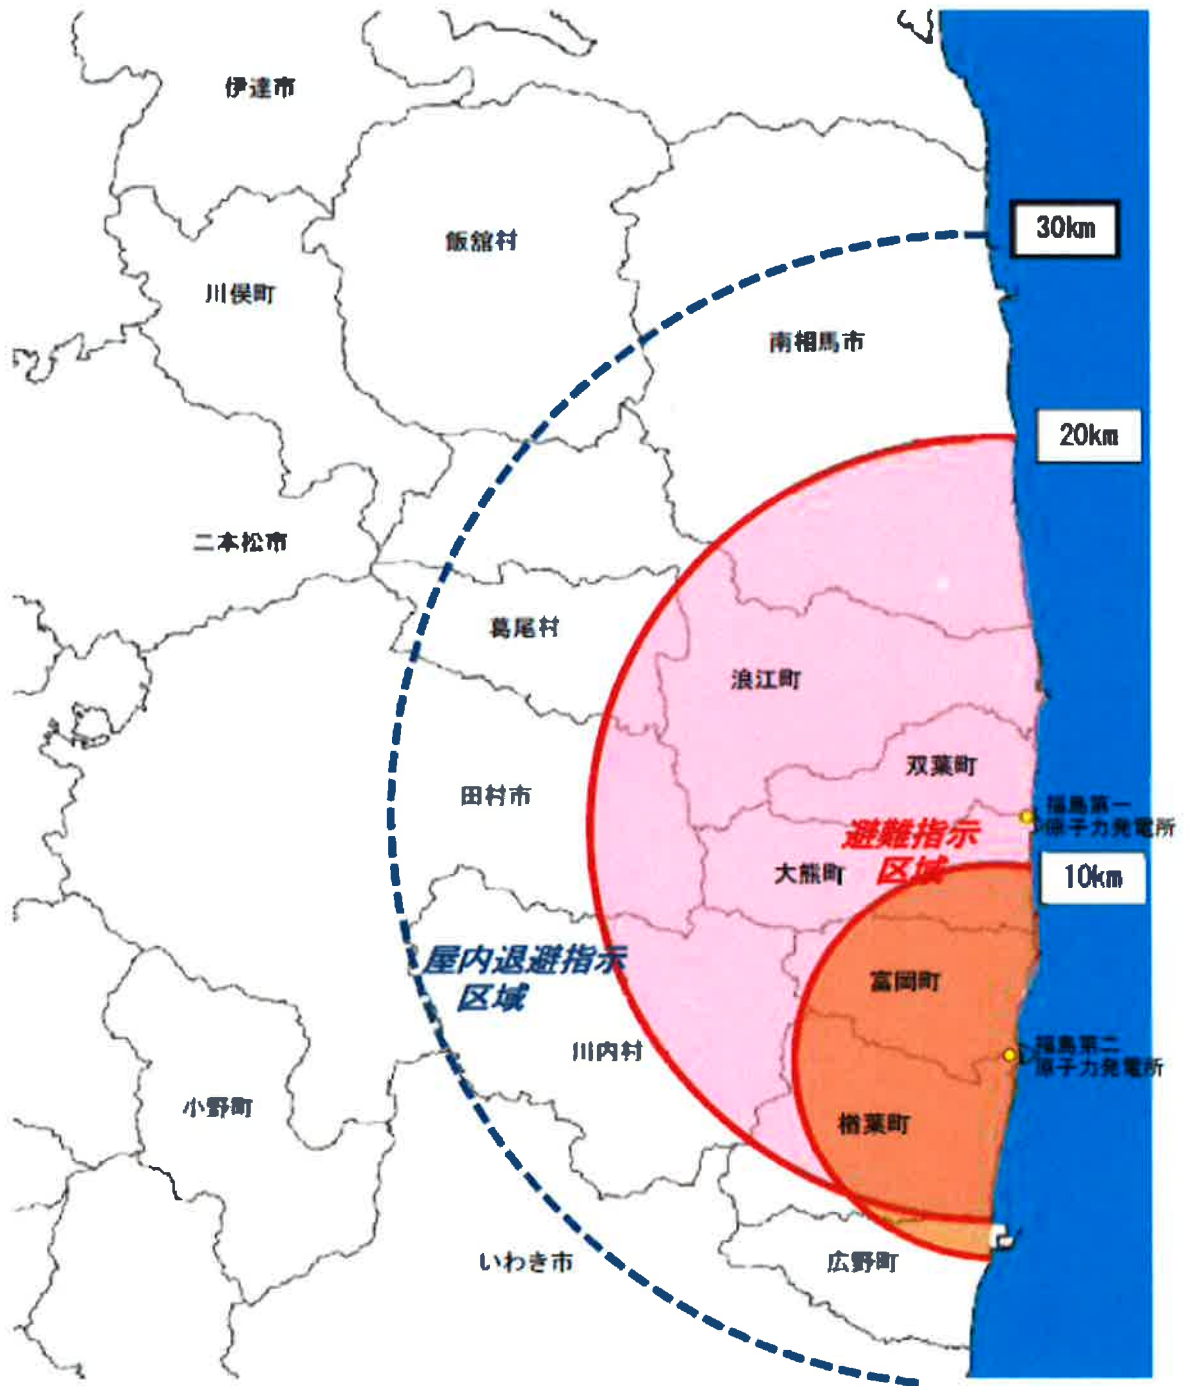 伊達市
飯舘村
30km
川俣町
南相馬市
20km
二本松市
葛尾村
浪江町
双葉町
田村市
福島第一
原子力発電所
避難指示
区域
大熊町
10km
屋内退避指示
区域
富岡町
川内村
福島第二
原子力発電所
小野町
楢葉町
いわき市
広野町